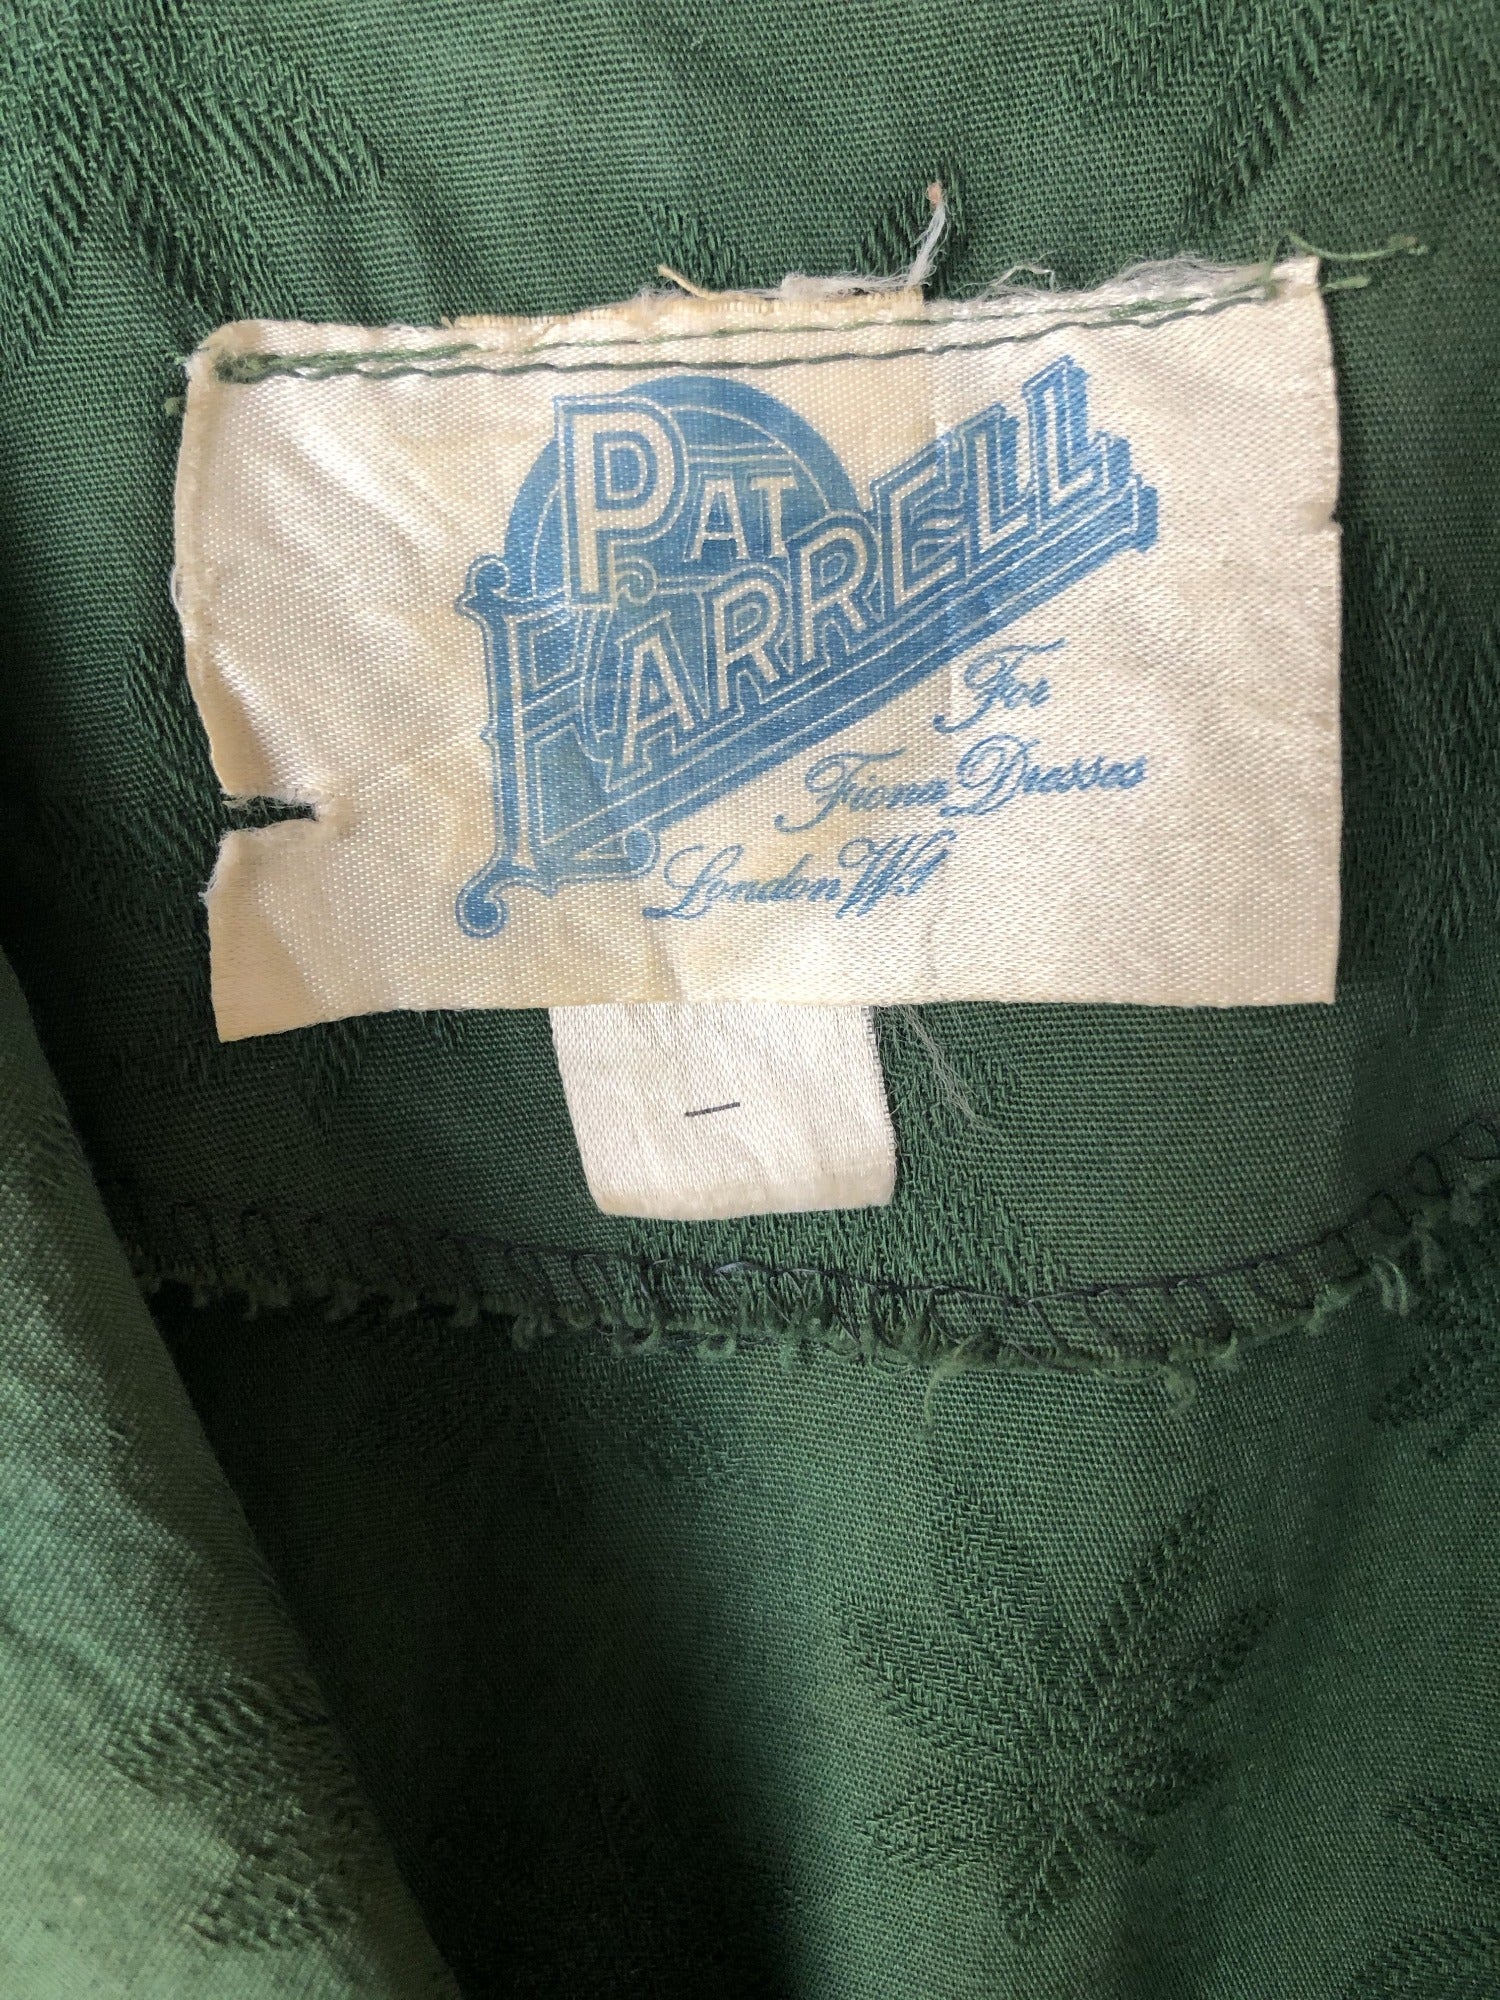 PAT
FARRELL
For
Fiona Dresses
London W.1